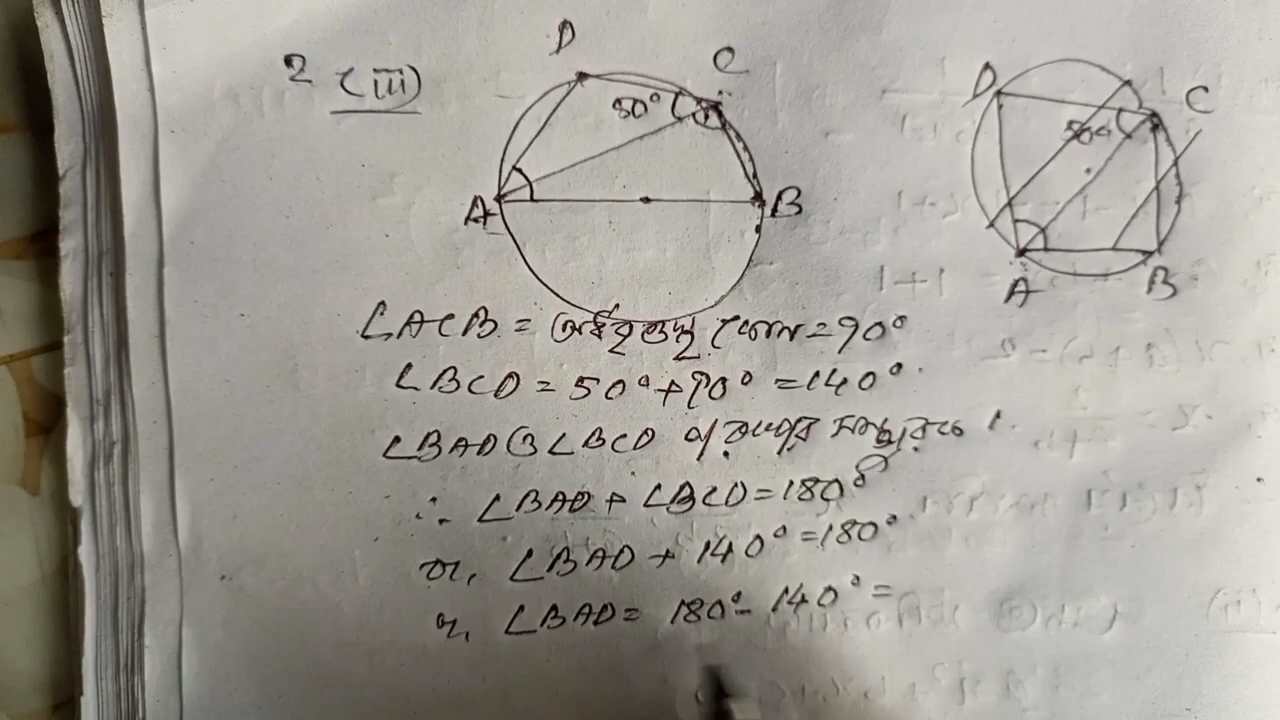 2 (iii)
D
C
50°
A
B
D
C
50°
A
B
∠ACB = অর্ধবৃত্তস্থ কোণ = 90°
∠BCD = 50° + 90° = 140°
∠BAD ও ∠BCD পরস্পর সম্পূরক ।
∴ ∠BAD + ∠BCD = 180°
বা, ∠BAD + 140° = 180°
বা, ∠BAD = 180° - 140° =